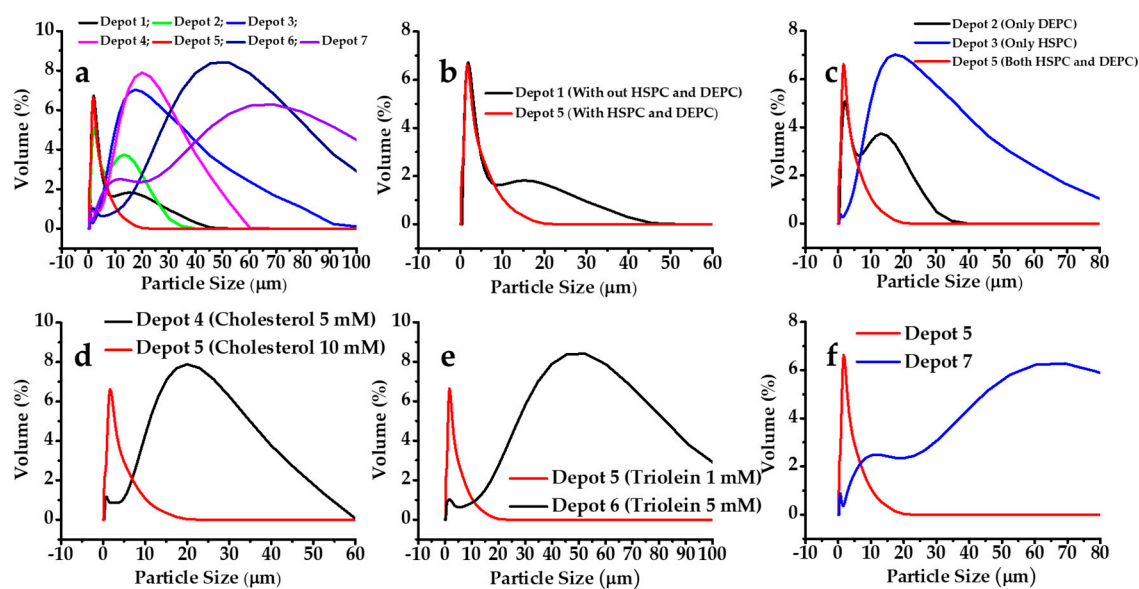 Depot 1; Depot 2; Depot 3;
Depot 4; Depot 5; Depot 6; Depot 7
a
Volume (%)
10
8
6
4
2
0
-10 0 10 20 30 40 50 60 70 80 90 100
Particle Size (µm)
b
Depot 1 (With out HSPC and DEPC)
Depot 5 (With HSPC and DEPC)
Volume (%)
8
6
4
2
0
-10 0 10 20 30 40 50 60
Particle Size (µm)
Depot 2 (Only DEPC)
Depot 3 (Only HSPC)
Depot 5 (Both HSPC and DEPC)
c
Volume (%)
8
6
4
2
0
-10 0 10 20 30 40 50 60 70 80
Particle Size (µm)
Depot 4 (Cholesterol 5 mM)
Depot 5 (Cholesterol 10 mM)
d
Volume (%)
10
8
6
4
2
0
-10 0 10 20 30 40 50 60
Particle Size (µm)
e
Depot 5 (Triolein 1 mM)
Depot 6 (Triolein 5 mM)
Volume (%)
10
8
6
4
2
0
-10 0 10 20 30 40 50 60 70 80 90 100
Particle Size (µm)
f
Depot 5
Depot 7
Volume (%)
8
6
4
2
0
-10 0 10 20 30 40 50 60 70 80
Particle Size (µm)